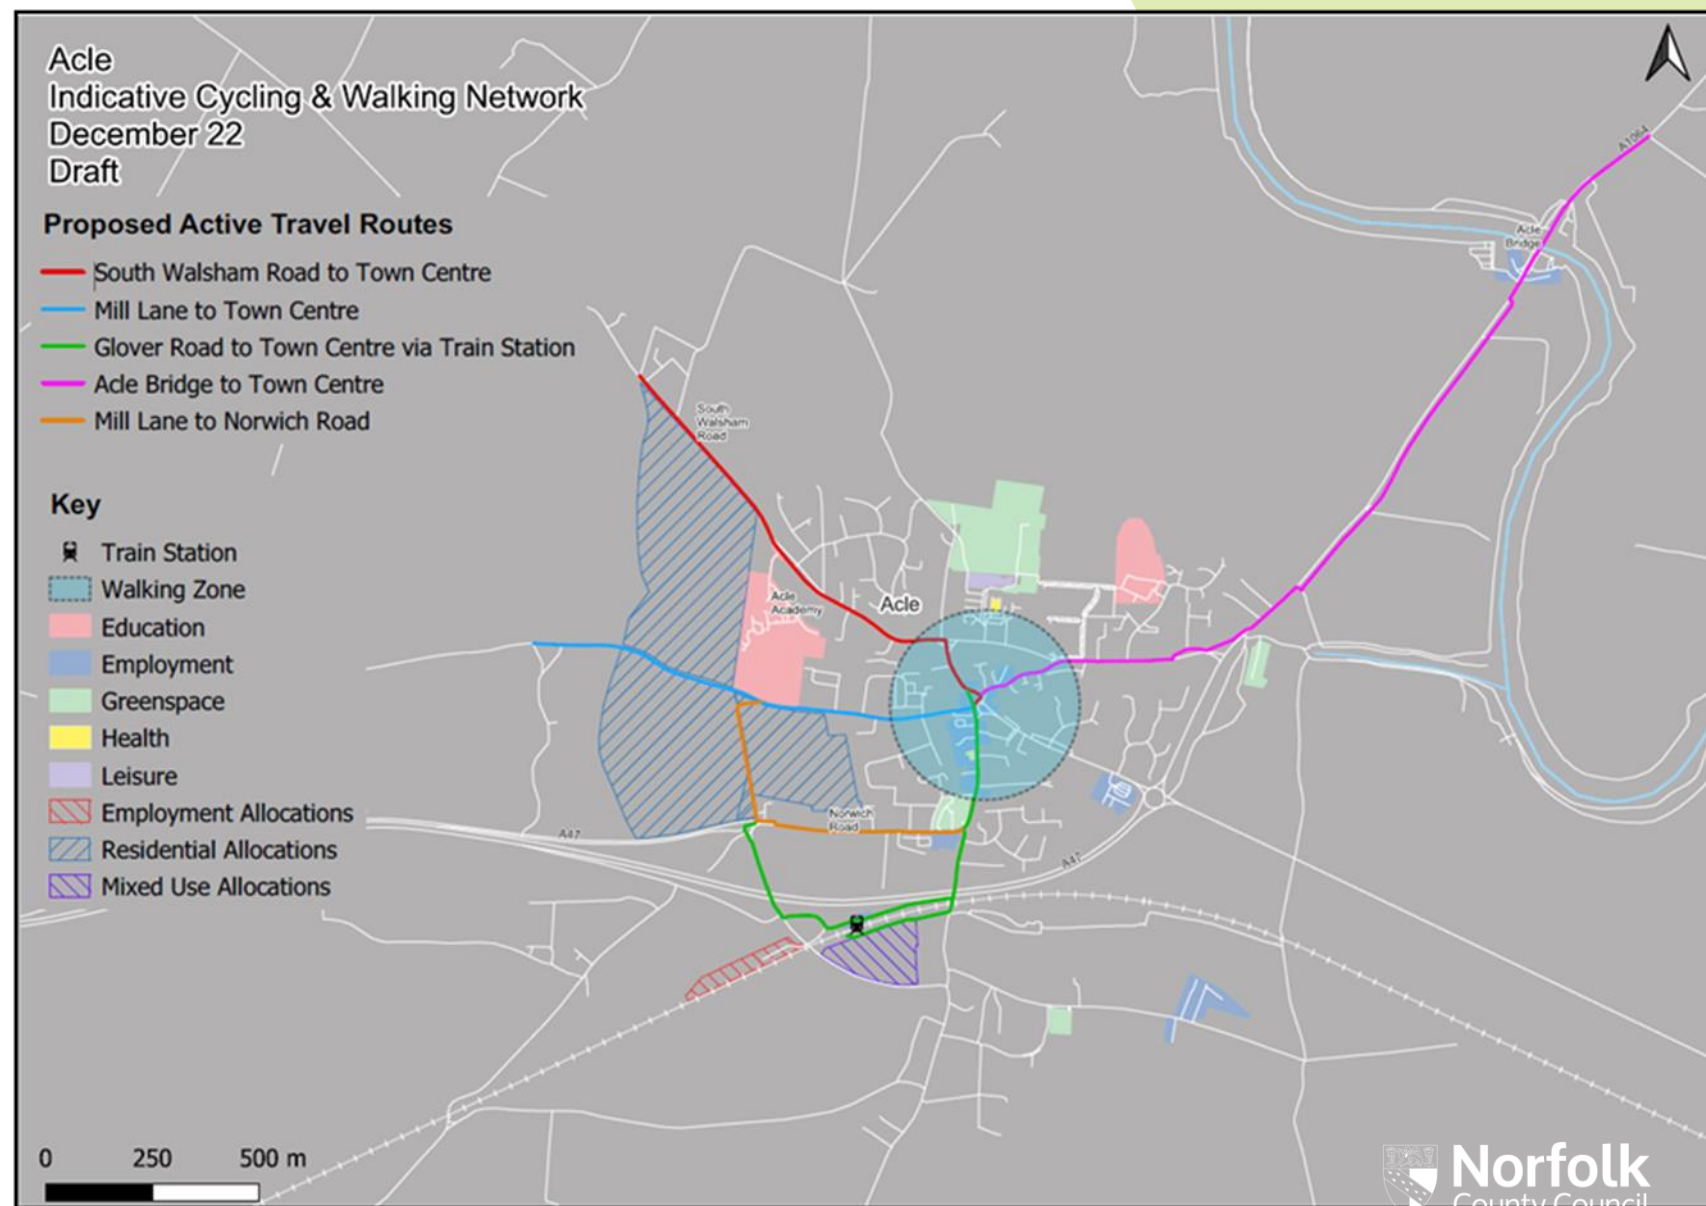 Acle
Indicative Cycling & Walking Network
December 22
Draft
Proposed Active Travel Routes
South Walsham Road to Town Centre
Mill Lane to Town Centre
Glover Road to Town Centre via Train Station
Acle Bridge to Town Centre
Mill Lane to Norwich Road
Key
Train Station
Walking Zone
Education
Employment
Greenspace
Health
Leisure
Employment Allocations
Residential Allocations
Mixed Use Allocations
A1064
Acle
Bridge
South
Walsham
Road
Acle
Academy
Acle
Norwich
Road
A47
A47
0 250 500 m
Norfolk
County Council